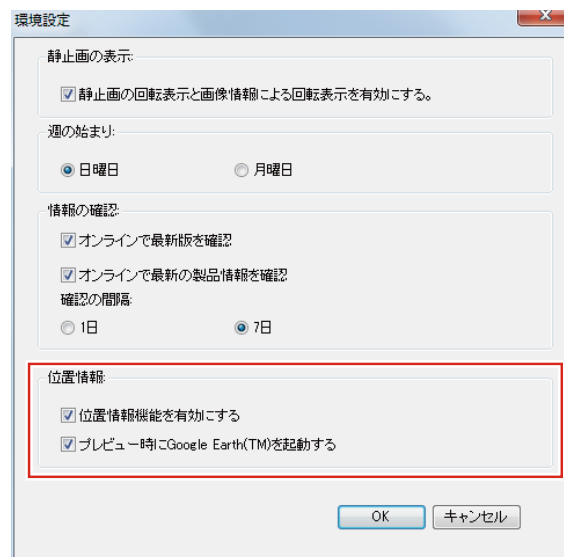 環境設定
静止画の表示:
静止画の回転表示と画像情報による回転表示を有効にする。
週の始まり:
日曜日 月曜日
情報の確認:
オンラインで最新版を確認
オンラインで最新の製品情報を確認
確認の間隔:
1日 7日
位置情報:
位置情報機能を有効にする
プレビュー時にGoogle Earth(TM)を起動する
OK キャンセル